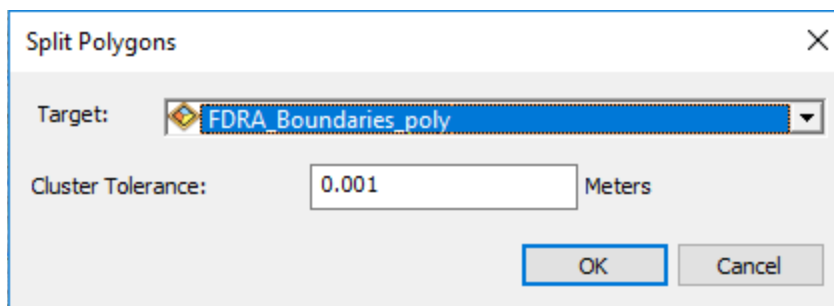 Split Polygons
Target: FDRA_Boundaries_poly
Cluster Tolerance: 0.001 Meters
OK Cancel